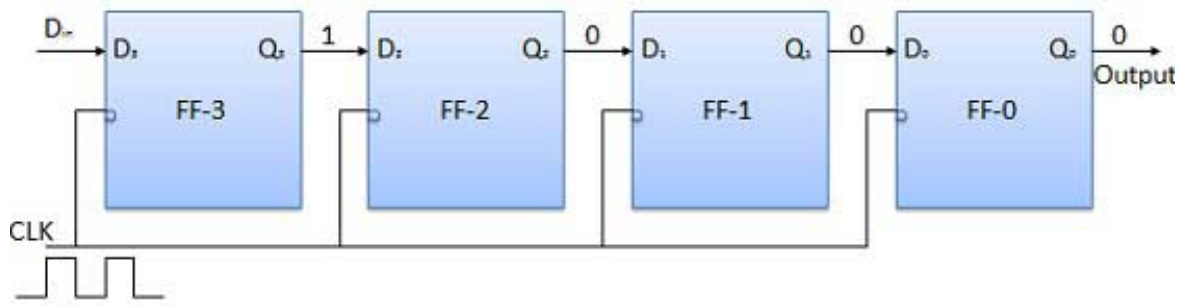 Dᵢₙ D₃ Q₃ 1 D₂ Q₂ 0 D₁ Q₁ 0 D₀ Q₀ 0
Output
FF-3 FF-2 FF-1 FF-0
CLK